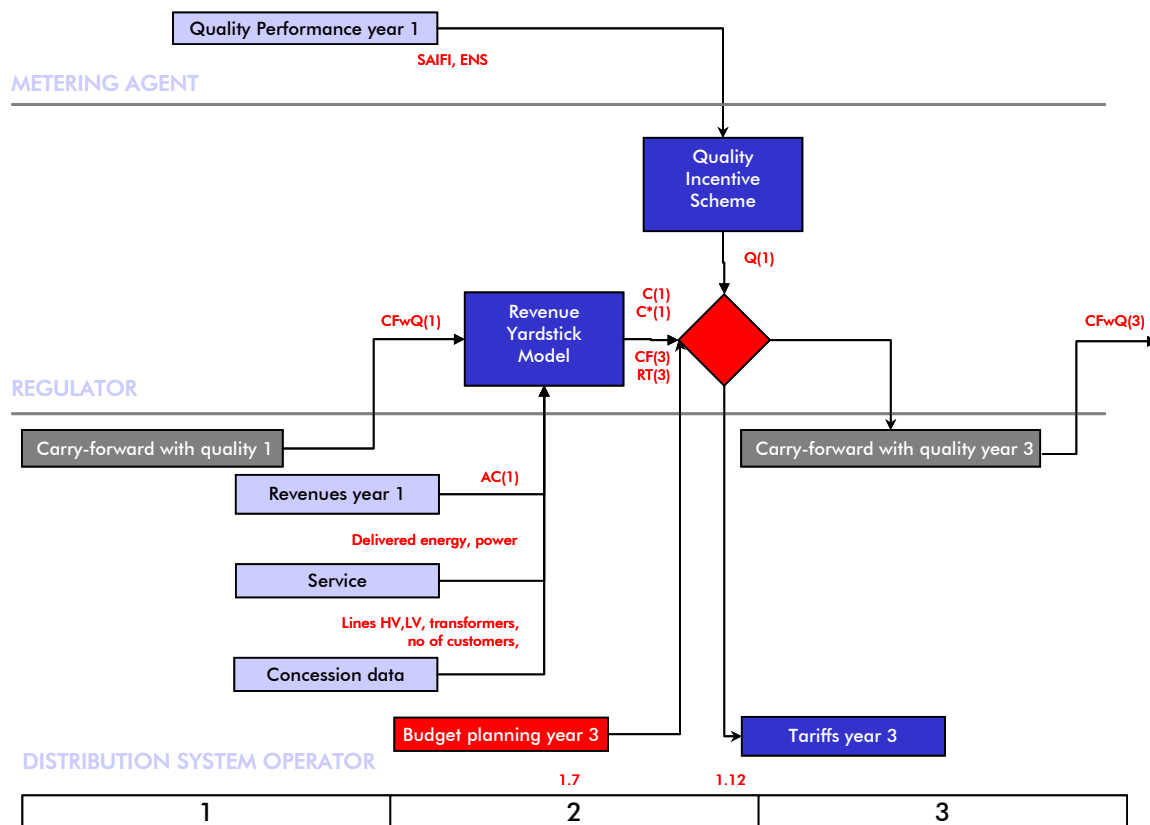 Quality Performance year 1
SAIFI, ENS
METERING AGENT
Quality
Incentive
Scheme
Q(1)
C(1)
C*(1)
CFwQ(1)
Revenue
Yardstick
Model
CF(3)
RT(3)
CFwQ(3)
REGULATOR
Carry-forward with quality 1
Carry-forward with quality year 3
Revenues year 1
AC(1)
Delivered energy, power
Service
Lines HV,LV, transformers,
no of customers,
Concession data
Budget planning year 3
Tariffs year 3
DISTRIBUTION SYSTEM OPERATOR
1.7
1.12
1
2
3